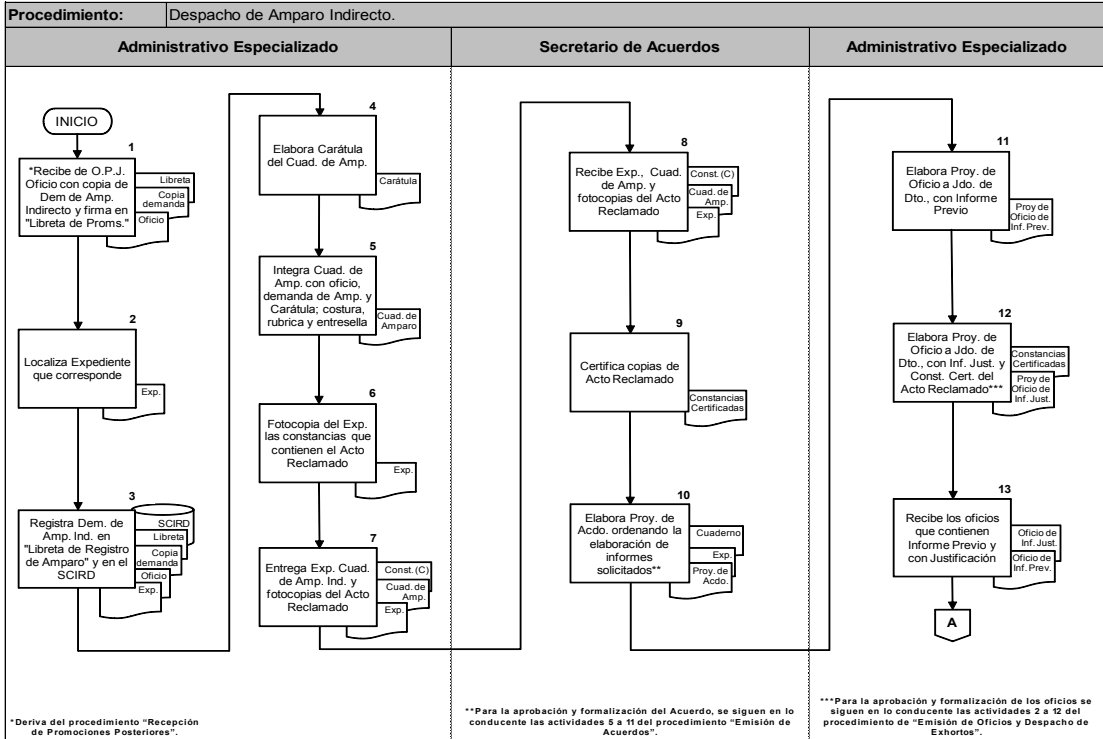 Procedimiento: Despacho de Amparo Indirecto.
Administrativo Especializado
Secretario de Acuerdos
Administrativo Especializado
INICIO
1
*Recibe de O.P.J.
Oficio con copia de
Dem de Amp.
Indirecto y firma en
"Libreta de Proms."
Libreta
Copia
demanda
Oficio
2
Localiza Expediente
que corresponde
Exp.
3
Registra Dem. de
Amp. Ind. en
"Libreta de Registro
de Amparo" y en el
SCIRD
SCIRD
Libreta
Copia
demanda
Oficio
Exp.
4
Elabora Carátula
del Cuad. de Amp.
Carátula
5
Integra Cuad. de
Amp. con oficio,
demanda de Amp. y
Carátula; costura,
rubrica y entresella
Cuad. de
Amparo
6
Fotocopia del Exp.
las constancias que
contienen el Acto
Reclamado
Exp.
7
Entrega Exp. Cuad.
de Amp. Ind. y
fotocopias del Acto
Reclamado
Const. (C)
Cuad. de
Amp.
Exp.
8
Recibe Exp., Cuad.
de Amp. y
fotocopias del Acto
Reclamado
Const. (C)
Cuad. de
Amp.
Exp.
9
Certifica copias de
Acto Reclamado
Constancias
Certificadas
10
Elabora Proy. de
Acdo. ordenando la
elaboración de
informes
solicitados**
Cuaderno
Exp.
Proy. de
Acdo.
11
Elabora Proy. de
Oficio a Jdo. de
Dto., con Informe
Previo
Proy de
Oficio de
Inf. Prev.
12
Elabora Proy. de
Oficio a Jdo. de
Dto., con Inf. Just. y
Const. Cert. del
Acto Reclamado***
Constancias
Certificadas
Proy de
Oficio de
Inf. Just.
13
Recibe los oficios
que contienen
Informe Previo y
con Justificación
Oficio de
Inf. Just.
Oficio de
Inf. Prev.
A
*Deriva del procedimiento “Recepción
de Promociones Posteriores”.
**Para la aprobación y formalización del Acuerdo, se siguen en lo
conducente las actividades 5 a 11 del procedimiento “Emisión de
Acuerdos”.
***Para la aprobación y formalización de los oficios se
siguen en lo conducente las actividades 2 a 12 del
procedimiento de “Emisión de Oficios y Despacho de
Exhortos”.